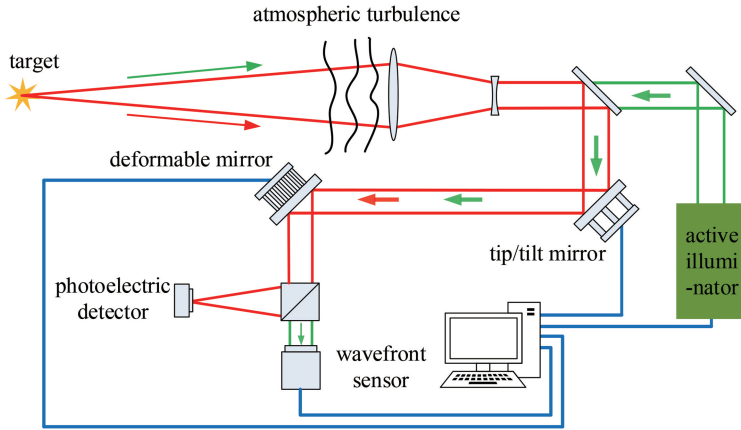 atmospheric turbulence
target
deformable mirror
tip/tilt mirror
active
illumi
-nator
photoelectric
detector
wavefront
sensor